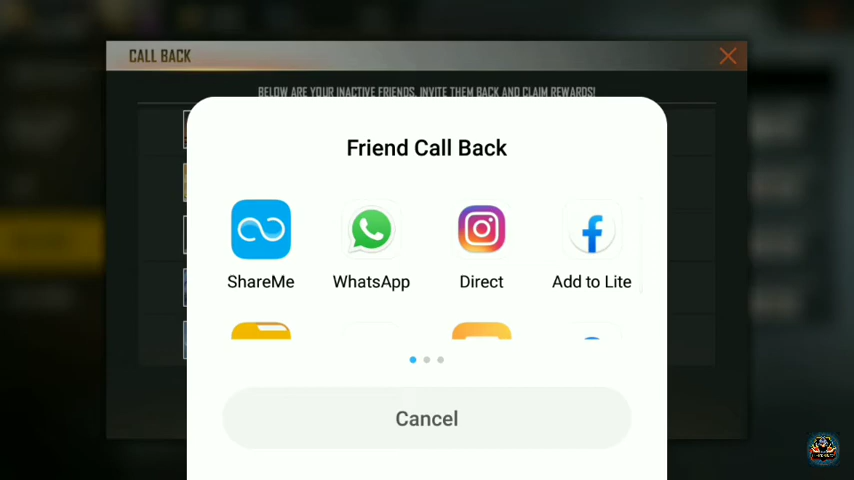 CALL BACK
BELOW ARE YOUR INACTIVE FRIENDS. INVITE THEM BACK AND CLAIM REWARDS!
Friend Call Back
ShareMe WhatsApp Direct Add to Lite
Cancel